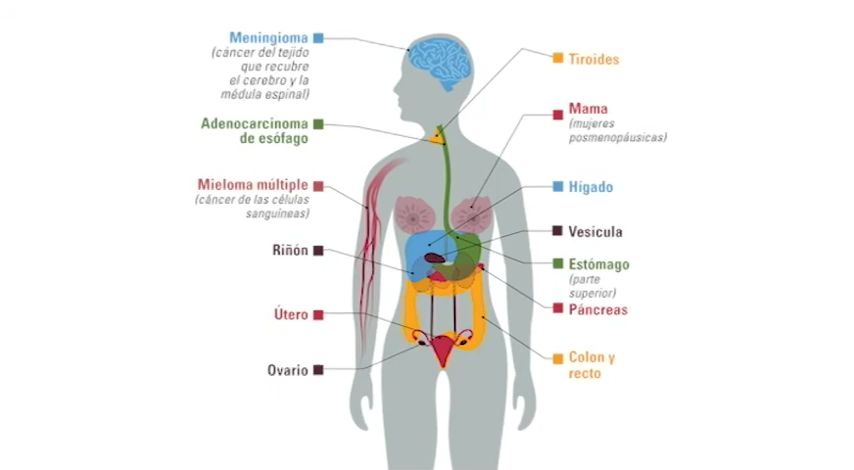 Meningioma
(cáncer del tejido
que recubre
el cerebro y la
médula espinal)
Adenocarcinoma
de esófago
Mieloma múltiple
(cáncer de las células
sanguíneas)
Riñón
Útero
Ovario
Tiroides
Mama
(mujeres
posmenopáusicas)
Hígado
Vesícula
Estómago
(parte
superior)
Páncreas
Colon y
recto